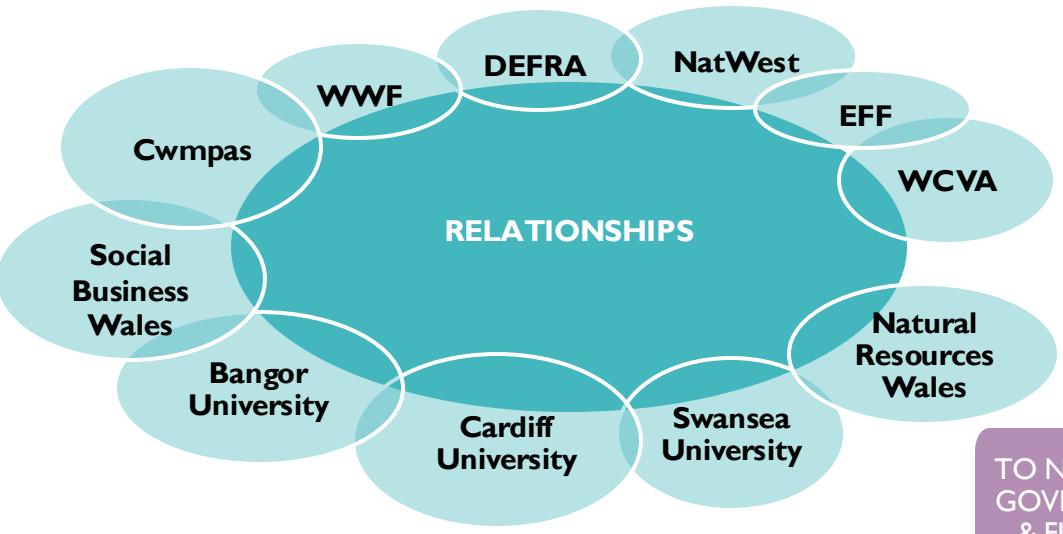 DEFRA
NatWest
WWF
EFF
Cwmpas
WCVA
RELATIONSHIPS
Social
Business
Wales
Natural
Resources
Wales
Bangor
University
Cardiff
University
Swansea
University
TO
&